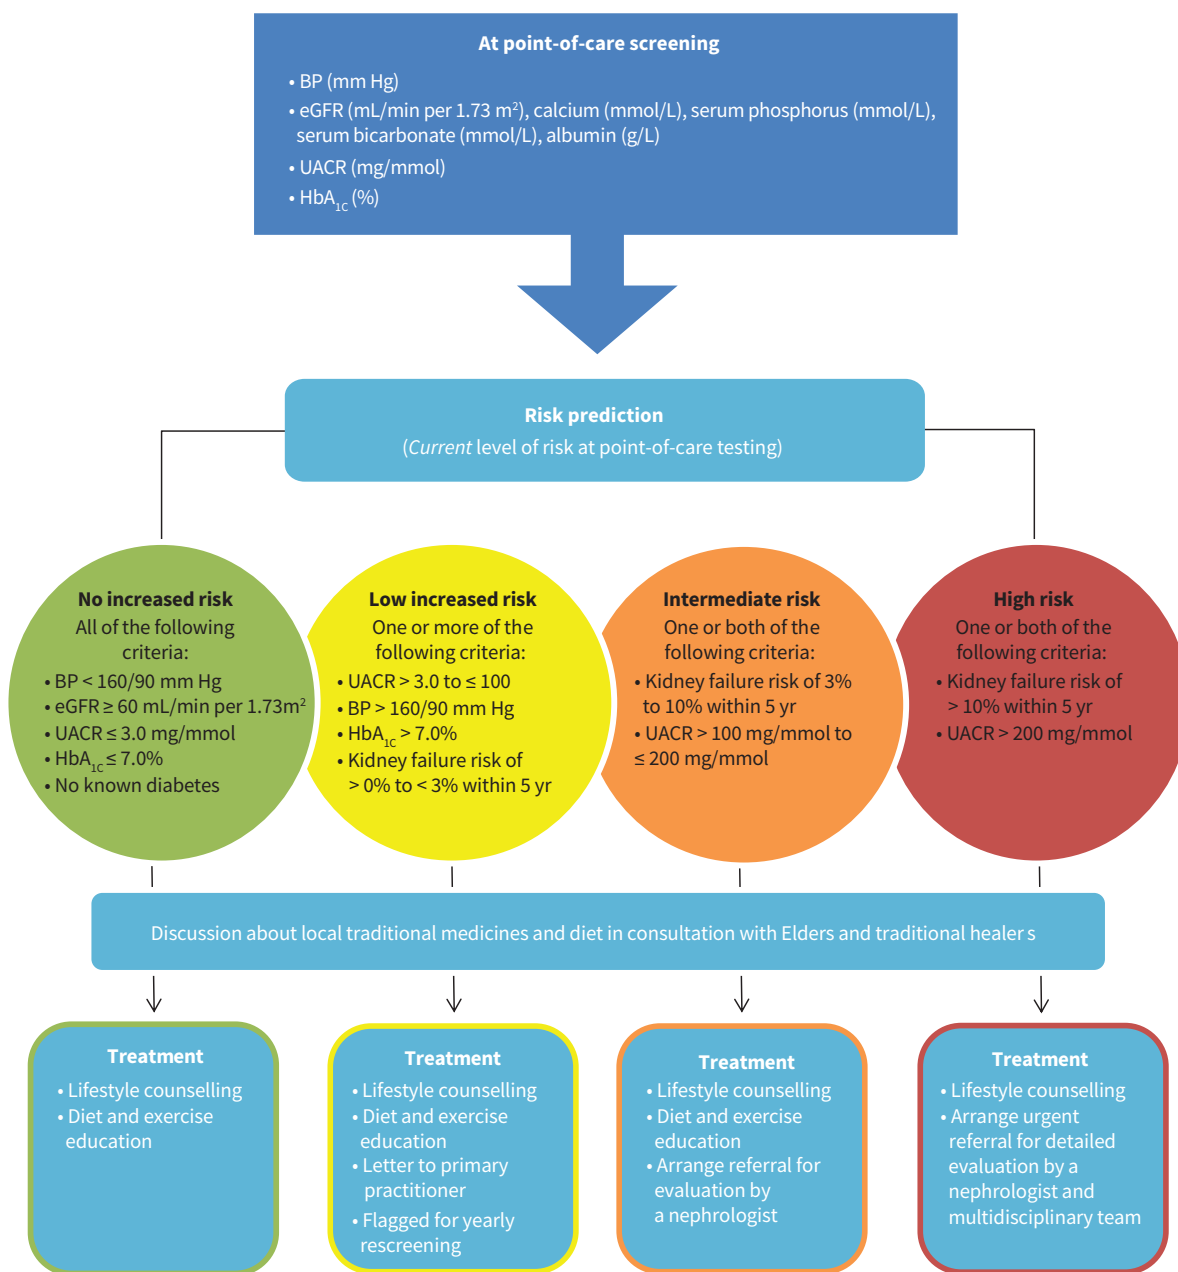 At point-of-care screening
• BP (mm Hg)
• eGFR (mL/min per 1.73 m²), calcium (mmol/L), serum phosphorus (mmol/L),
serum bicarbonate (mmol/L), albumin (g/L)
• UACR (mg/mmol)
• HbA1C (%)
Risk prediction
(Current level of risk at point-of-care testing)
No increased risk
All of the following
criteria:
• BP < 160/90 mm Hg
• eGFR ≥ 60 mL/min per 1.73m²
• UACR ≤ 3.0 mg/mmol
• HbA1C ≤ 7.0%
• No known diabetes
Low increased risk
One or more of the
following criteria:
• UACR > 3.0 to ≤ 100
• BP > 160/90 mm Hg
• HbA1C > 7.0%
• Kidney failure risk of
> 0% to < 3% within 5 yr
Intermediate risk
One or both of the
following criteria:
• Kidney failure risk of 3%
to 10% within 5 yr
• UACR > 100 mg/mmol to
≤ 200 mg/mmol
High risk
One or both of the
following criteria:
• Kidney failure risk of
> 10% within 5 yr
• UACR > 200 mg/mmol
Discussion about local traditional medicines and diet in consultation with Elders and traditional healer s
Treatment
• Lifestyle counselling
• Diet and exercise
education
Treatment
• Lifestyle counselling
• Diet and exercise
education
• Letter to primary
practitioner
• Flagged for yearly
rescreening
Treatment
• Lifestyle counselling
• Diet and exercise
education
• Arrange referral for
evaluation by
a nephrologist
Treatment
• Lifestyle counselling
• Arrange urgent
referral for detailed
evaluation by a
nephrologist and
multidisciplinary team